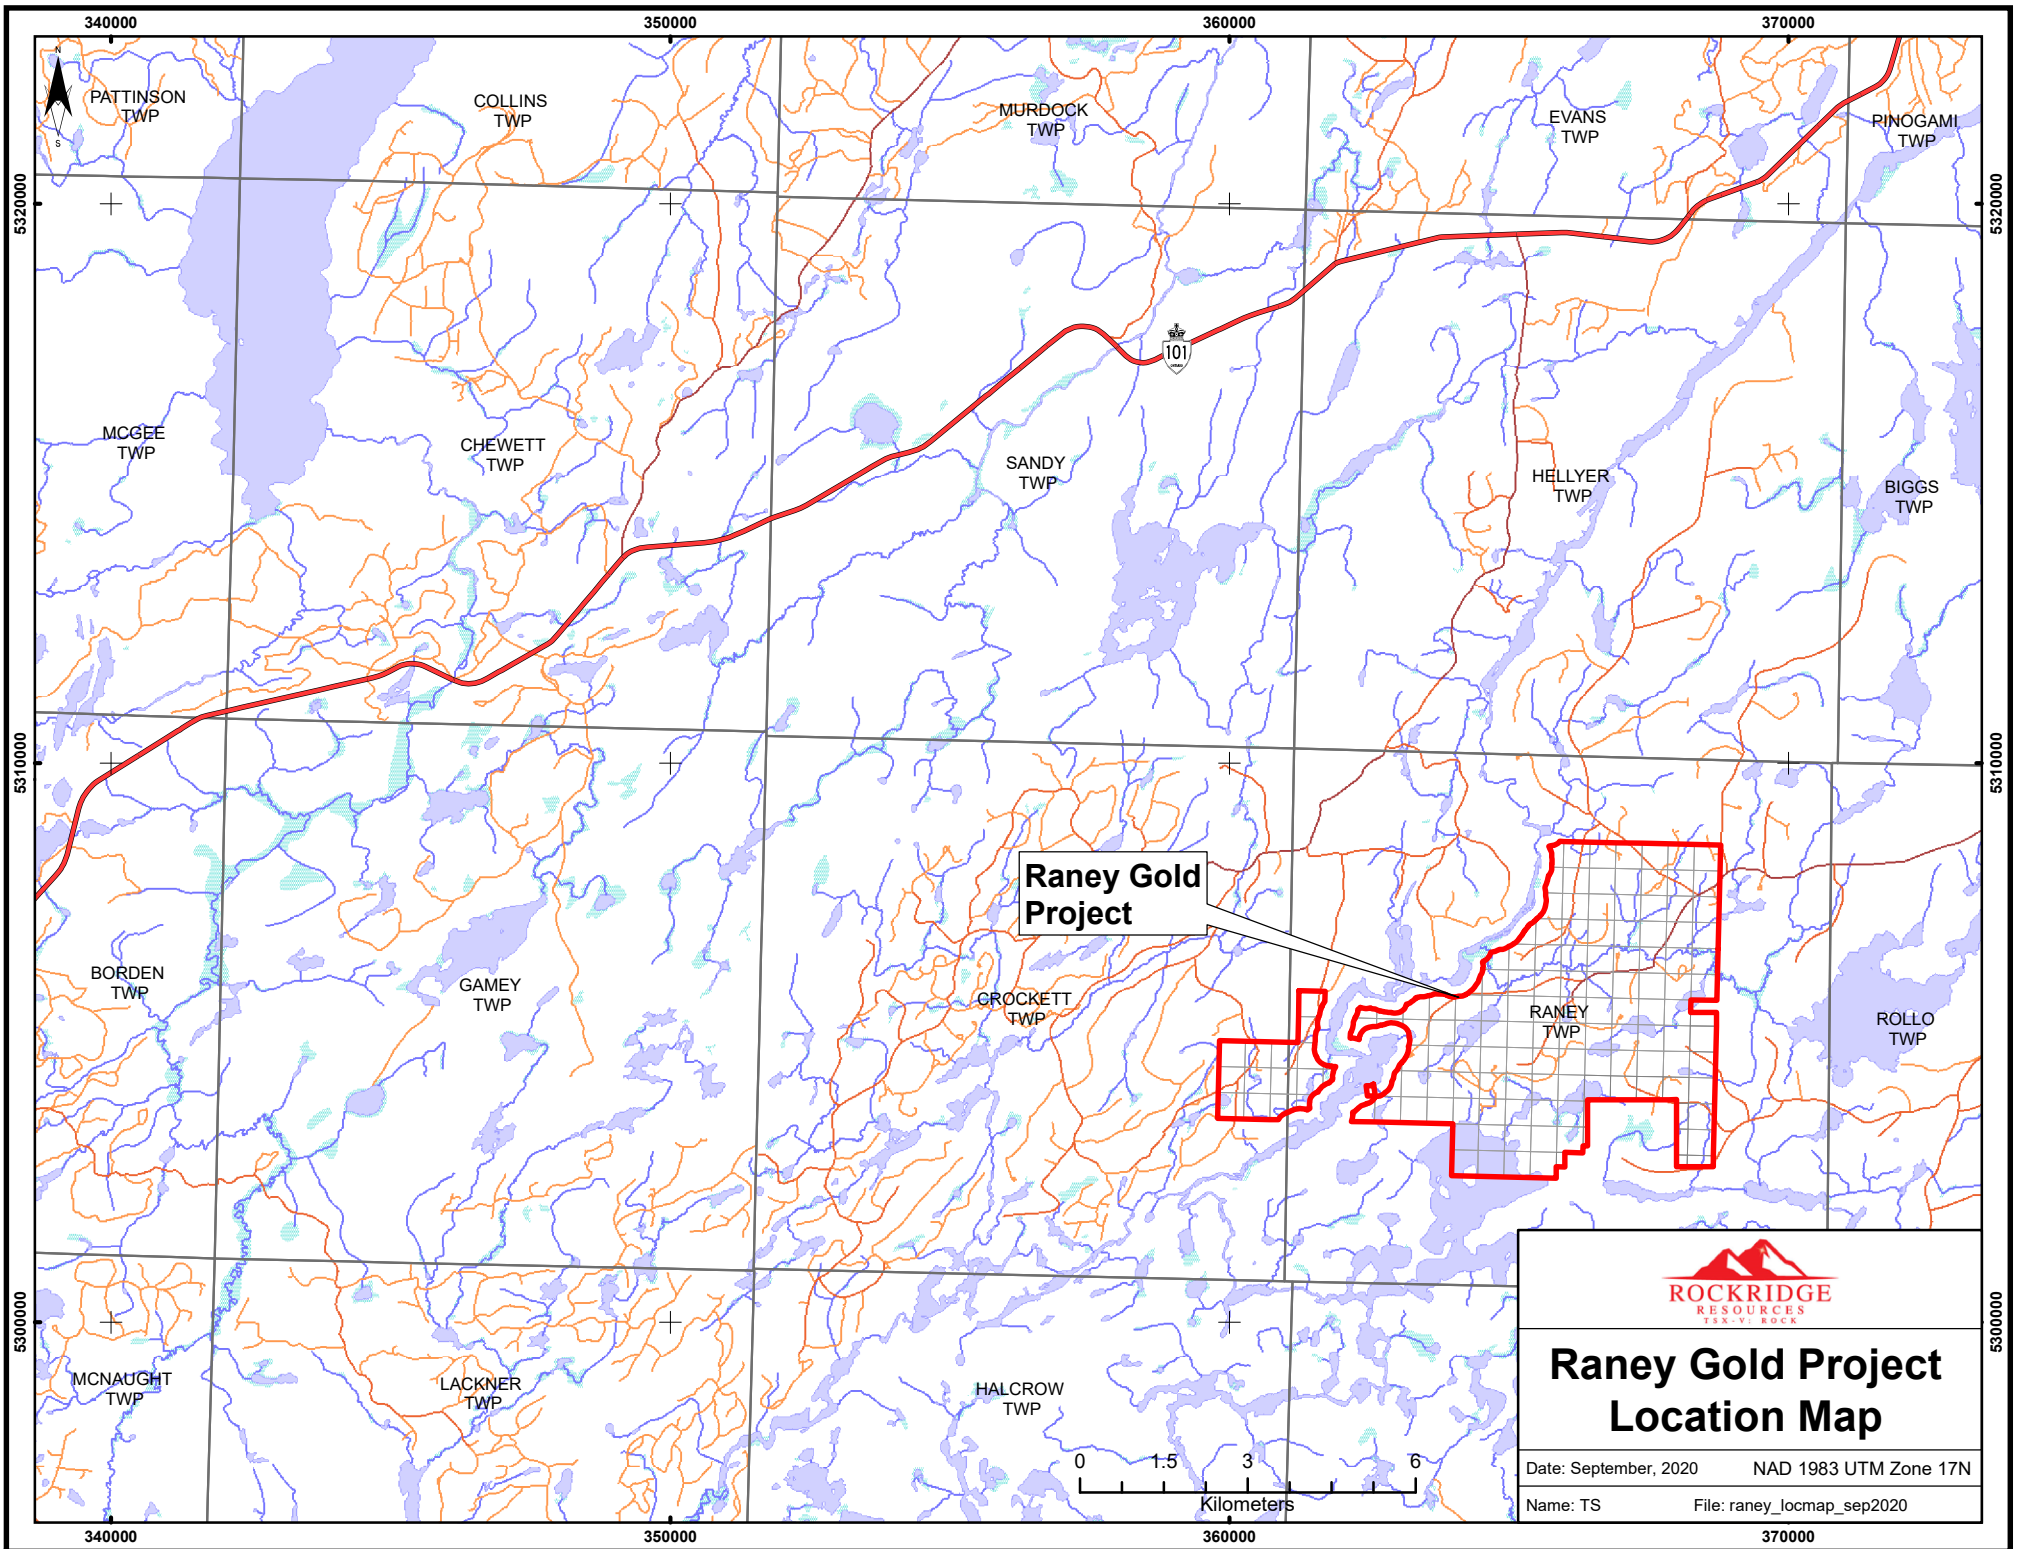 340000
350000
360000
370000
N
S
PATTINSON
TWP
COLLINS
TWP
MURDOCK
TWP
EVANS
TWP
PINOGAMI
TWP
5320000
5320000
101
ONTARIO
MCGEE
TWP
CHEWETT
TWP
SANDY
TWP
HELLYER
TWP
BIGGS
TWP
5310000
5310000
Raney Gold
Project
BORDEN
TWP
GAMEY
TWP
CROCKETT
TWP
RANEY
TWP
ROLLO
TWP
5300000
5300000
MCNAUGHT
TWP
LACKNER
TWP
HALCROW
TWP
0 1.5 3 6
Kilometers
ROCKRIDGE
RESOURCES
TSX-V: ROCK
Raney Gold Project
Location Map
Date: September, 2020 NAD 1983 UTM Zone 17N
Name: TS File: raney_locmap_sep2020
340000
350000
360000
370000